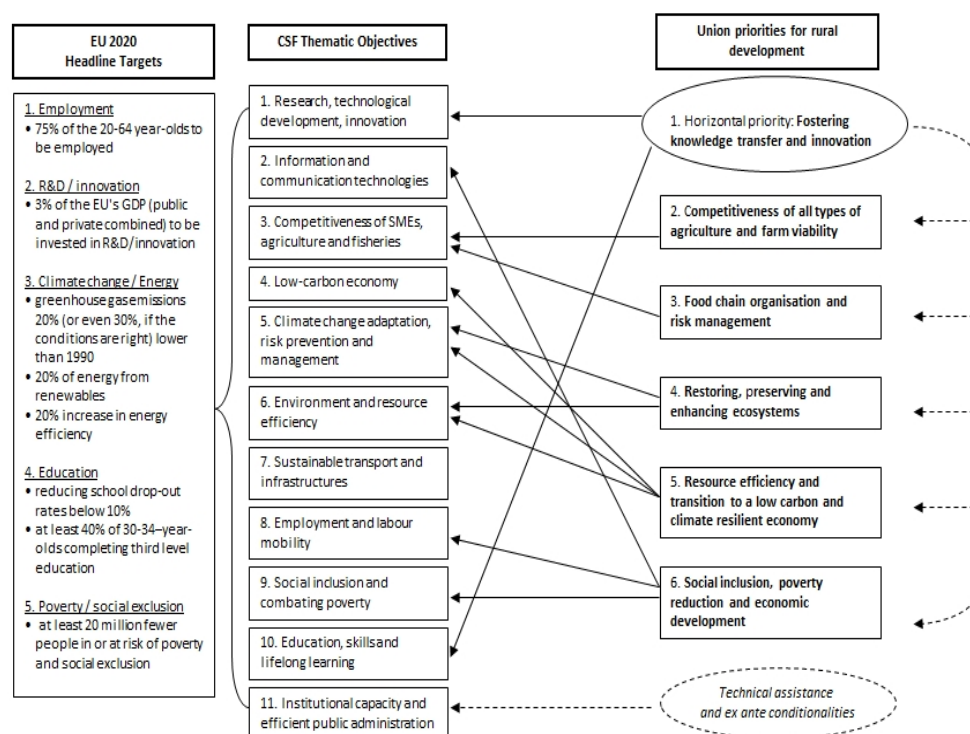 EU 2020
Headline Targets
1. Employment
• 75% of the 20-64 year-olds to
be employed
2. R&D / innovation
• 3% of the EU's GDP (public
and private combined) to be
invested in R&D/innovation
3. Climate change / Energy
• greenhouse gas emissions
20% (or even 30%, if the
conditions are right) lower
than 1990
• 20% of energy from
renewables
• 20% increase in energy
efficiency
4. Education
• reducing school drop-out
rates below 10%
• at least 40% of 30-34–year-
olds completing third level
education
5. Poverty / social exclusion
• at least 20 million fewer
people in or at risk of poverty
and social exclusion
CSF Thematic Objectives
1. Research, technological
development, innovation
2. Information and
communication technologies
3. Competitiveness of SMEs,
agriculture and fisheries
4. Low-carbon economy
5. Climate change adaptation,
risk prevention and
management
6. Environment and resource
efficiency
7. Sustainable transport and
infrastructures
8. Employment and labour
mobility
9. Social inclusion and
combating poverty
10. Education, skills and
lifelong learning
11. Institutional capacity and
efficient public administration
Union priorities for rural
development
1. Horizontal priority: Fostering
knowledge transfer and innovation
2. Competitiveness of all types of
agriculture and farm viability
3. Food chain organisation and
risk management
4. Restoring, preserving and
enhancing ecosystems
5. Resource efficiency and
transition to a low carbon and
climate resilient economy
6. Social inclusion, poverty
reduction and economic
development
Technical assistance
and ex ante conditionalities